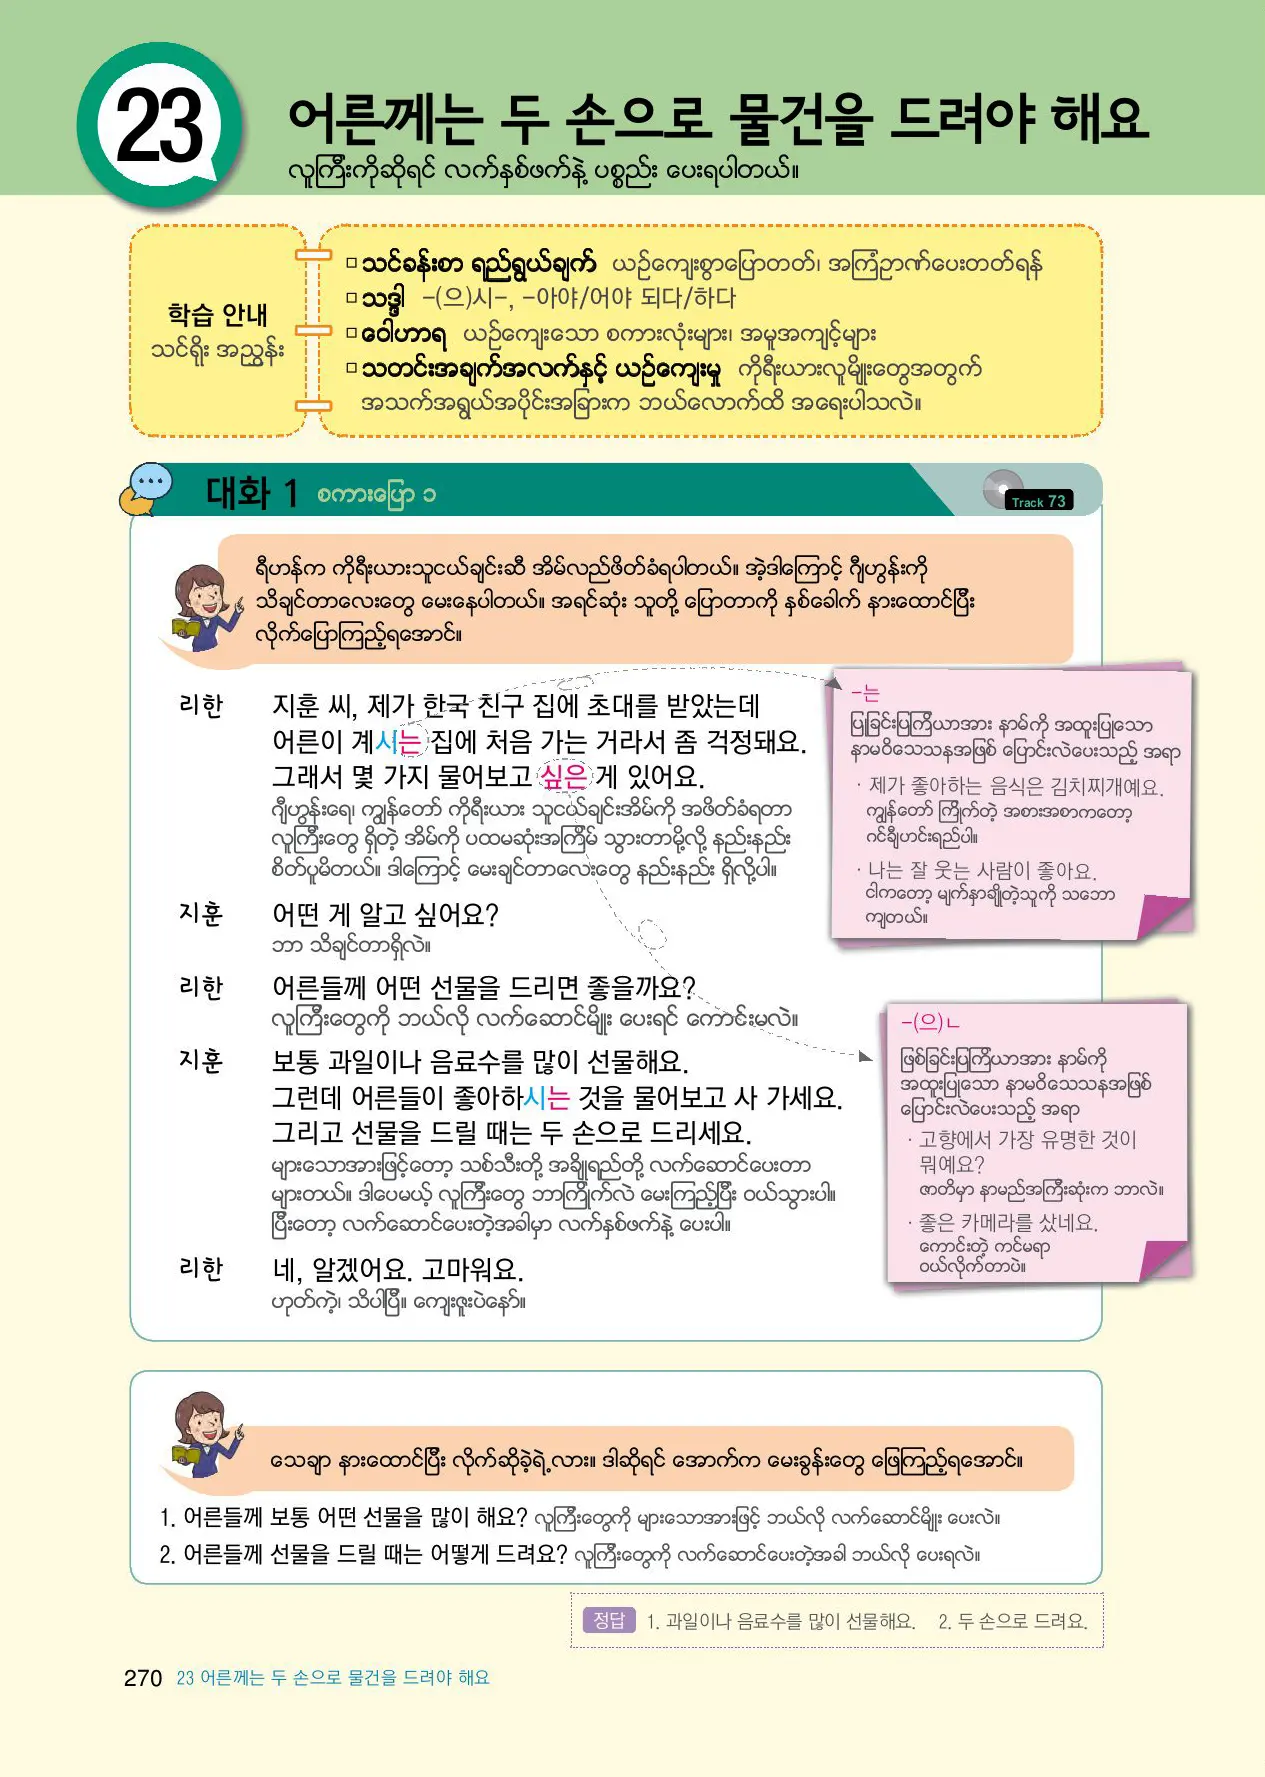 23
어른께는 두 손으로 물건을 드려야 해요
လူကြီးကိုဆိုရင် လက်နှစ်ဖက်နဲ့ ပစ္စည်း ပေးရပါတယ်။
학습 안내
သင်ရိုး အညွှန်း
□ သင်ခန်းစာ ရည်ရွယ်ချက် ယဉ်ကျေးစွာပြောတတ်၊ အကြံဉာဏ်ပေးတတ်ရန်
□ သဒ္ဒါ -(으)시-, -아야/어야 되다/하다
□ ဝေါဟာရ ယဉ်ကျေးသော စကားလုံးများ၊ အမူအကျင့်များ
□ သတင်းအချက်အလက်နှင့် ယဉ်ကျေးမှု ကိုရီးယားလူမျိုးတွေအတွက်
အသက်အရွယ်အပိုင်းအခြားက ဘယ်လောက်ထိ အရေးပါသလဲ။
대화 1 စကားပြော ၁
Track 73
ရီဟန်က ကိုရီးယားသူငယ်ချင်းဆီ အိမ်လည်ဖိတ်ခံရပါတယ်။ အဲ့ဒါကြောင့် ဂျီဟွန်းကို
သိချင်တာလေးတွေ မေးနေပါတယ်။ အရင်ဆုံး သူတို့ ပြောတာကို နှစ်ခေါက် နားထောင်ပြီး
လိုက်ပြောကြည့်ရအောင်။
리한 지훈 씨, 제가 한국 친구 집에 초대를 받았는데
어른이 계시는 집에 처음 가는 거라서 좀 걱정돼요.
그래서 몇 가지 물어보고 싶은 게 있어요.
ဂျီဟွန်းရေ၊ ကျွန်တော် ကိုရီးယား သူငယ်ချင်းအိမ်ကို အဖိတ်ခံရတာ
လူကြီးတွေ ရှိတဲ့ အိမ်ကို ပထမဆုံးအကြိမ် သွားတာမို့လို့ နည်းနည်း
စိတ်ပူမိတယ်။ ဒါကြောင့် မေးချင်တာလေးတွေ နည်းနည်း ရှိလို့ပါ။
지훈 어떤 게 알고 싶어요?
ဘာ သိချင်တာရှိလဲ။
리한 어른들께 어떤 선물을 드리면 좋을까요?
လူကြီးတွေကို ဘယ်လို လက်ဆောင်မျိုး ပေးရင် ကောင်းမလဲ။
지훈 보통 과일이나 음료수를 많이 선물해요.
그런데 어른들이 좋아하시는 것을 물어보고 사 가세요.
그리고 선물을 드릴 때는 두 손으로 드리세요.
များသောအားဖြင့်တော့ သစ်သီးတို့ အချိုရည်တို့ လက်ဆောင်ပေးတာ
များတယ်။ ဒါပေမယ့် လူကြီးတွေ ဘာကြိုက်လဲ မေးကြည့်ပြီး ဝယ်သွားပါ။
ပြီးတော့ လက်ဆောင်ပေးတဲ့အခါမှာ လက်နှစ်ဖက်နဲ့ ပေးပါ။
리한 네, 알겠어요. 고마워요.
ဟုတ်ကဲ့၊ သိပါပြီ။ ကျေးဇူးပဲနော်။
-는
ပြုခြင်းပြကြိယာအား နာမ်ကို အထူးပြုသော
နာမဝိသေသနအဖြစ် ပြောင်းလဲပေးသည့် အရာ
· 제가 좋아하는 음식은 김치찌개예요.
ကျွန်တော် ကြိုက်တဲ့ အစားအစာကတော့
ဂင်ချီဟင်းရည်ပါ။
· 나는 잘 웃는 사람이 좋아요.
ငါကတော့ မျက်နှာချိုတဲ့သူကို သဘော
ကျတယ်။
-(으)ㄴ
ဖြစ်ခြင်းပြကြိယာအား နာမ်ကို
အထူးပြုသော နာမဝိသေသနအဖြစ်
ပြောင်းလဲပေးသည့် အရာ
· 고향에서 가장 유명한 것이
뭐예요?
ဇာတိမှာ နာမည်အကြီးဆုံးက ဘာလဲ။
· 좋은 카메라를 샀네요.
ကောင်းတဲ့ ကင်မရာ
ဝယ်လိုက်တာပဲ။
သေချာ နားထောင်ပြီး လိုက်ဆိုခဲ့ရဲ့လား။ ဒါဆိုရင် အောက်က မေးခွန်းတွေ ဖြေကြည့်ရအောင်။
1. 어른들께 보통 어떤 선물을 많이 해요? လူကြီးတွေကို များသောအားဖြင့် ဘယ်လို လက်ဆောင်မျိုး ပေးလဲ။
2. 어른들께 선물을 드릴 때는 어떻게 드려요? လူကြီးတွေကို လက်ဆောင်ပေးတဲ့အခါ ဘယ်လို ပေးရလဲ။
정답 1. 과일이나 음료수를 많이 선물해요. 2. 두 손으로 드려요.
270 23 어른께는 두 손으로 물건을 드려야 해요